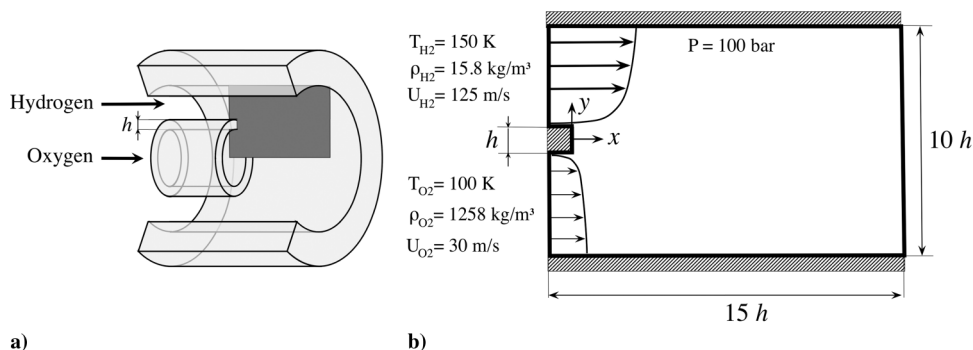 Hydrogen
h
Oxygen
a)
T_H2= 150 K
ρ_H2= 15.8 kg/m³
U_H2= 125 m/s
P = 100 bar
y
h
x
10 h
T_O2= 100 K
ρ_O2= 1258 kg/m³
U_O2= 30 m/s
15 h
b)